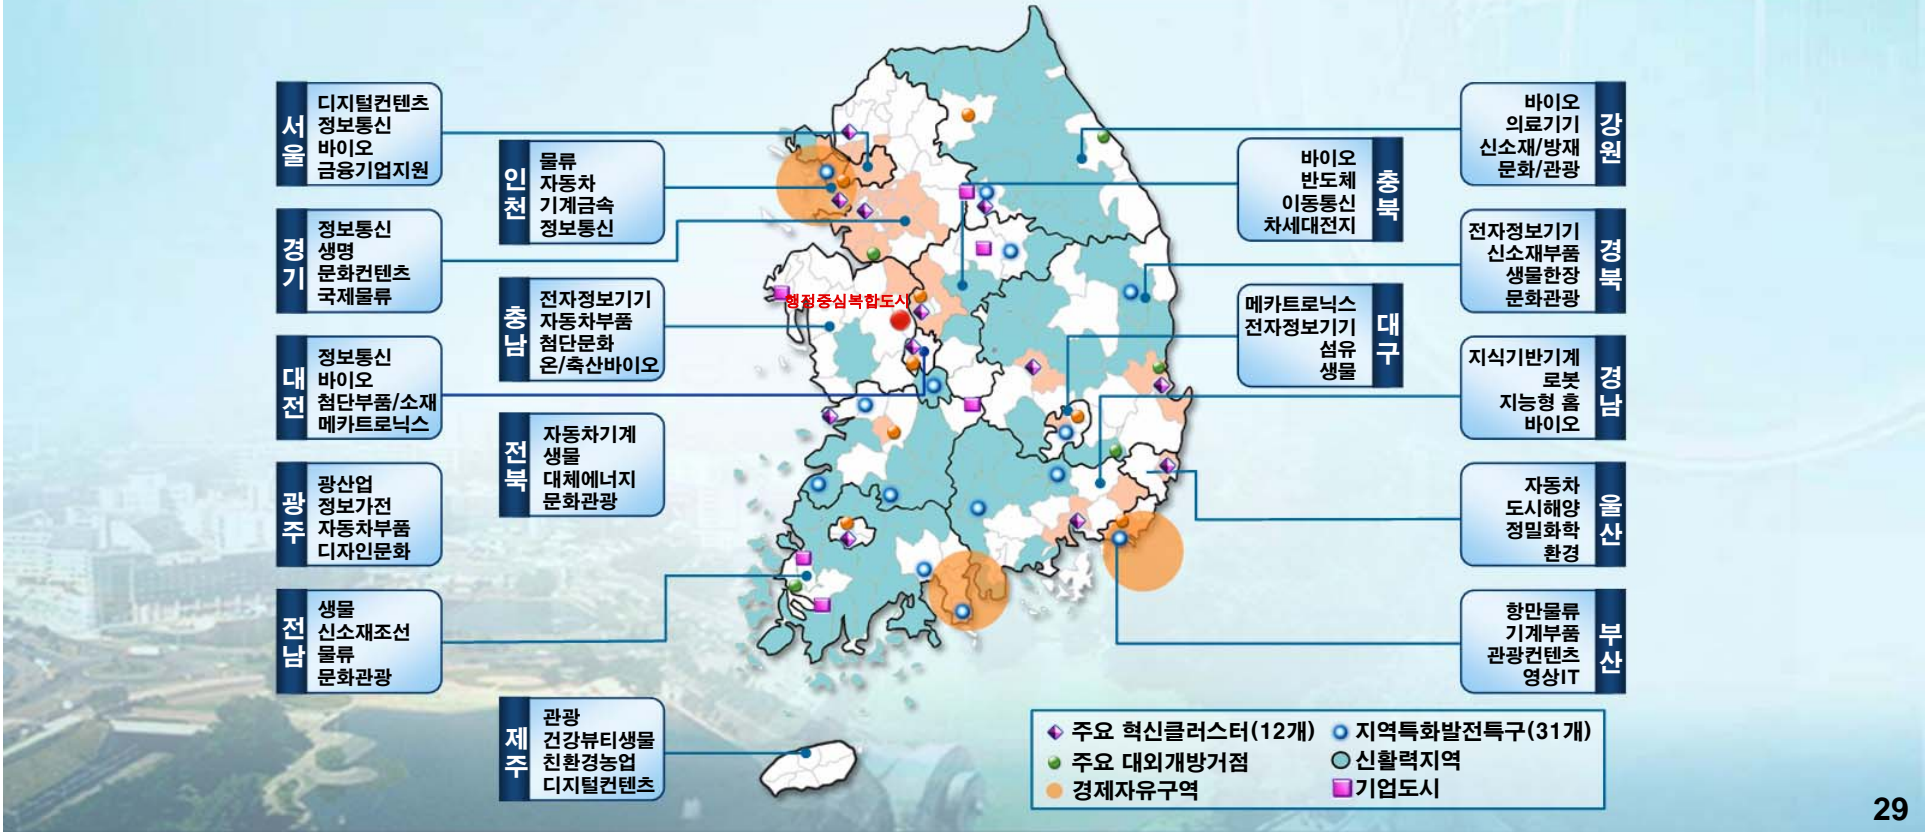 서울
디지털컨텐츠
정보통신
바이오
금융기업지원
인천
물류
자동차
기계금속
정보통신
경기
정보통신
생명
문화컨텐츠
국제물류
충남
전자정보기기
자동차부품
첨단문화
온/축산바이오
대전
정보통신
바이오
첨단부품/소재
메카트로닉스
전북
자동차기계
생물
대체에너지
문화관광
광주
광산업
정보가전
자동차부품
디자인문화
전남
생물
신소재조선
물류
문화관광
제주
관광
건강뷰티생물
친환경농업
디지털컨텐츠
행정중심복합도시
강원
바이오
의료기기
신소재/방재
문화/관광
충북
바이오
반도체
이동통신
차세대전지
경북
전자정보기기
신소재부품
생물한장
문화관광
대구
메카트로닉스
전자정보기기
섬유
생물
경남
지식기반기계
로봇
지능형 홈
바이오
울산
자동차
도시해양
정밀화학
환경
부산
항만물류
기계부품
관광컨텐츠
영상IT
주요 혁신클러스터(12개)
지역특화발전특구(31개)
주요 대외개방거점
신활력지역
경제자유구역
기업도시
29